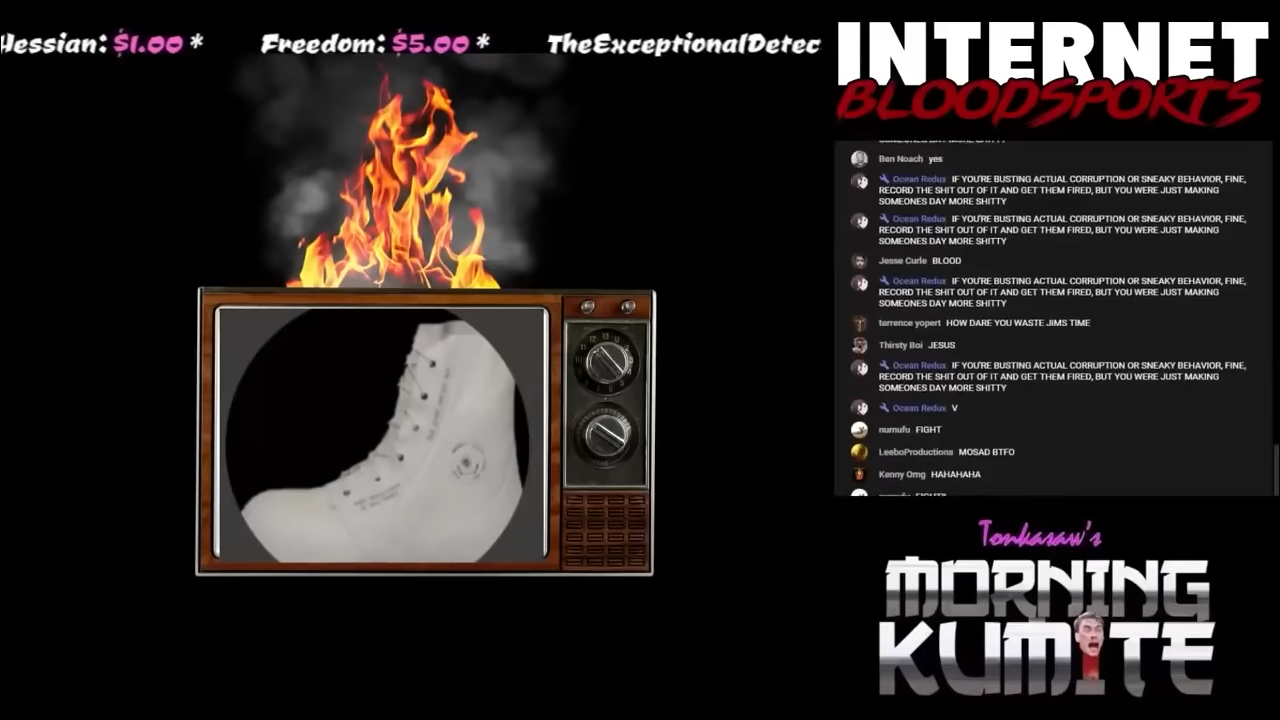 Hessian: $1.00 *
Freedom: $5.00 *
TheExceptionalDetec
INTERNET
BLOODSPORTS
Ben Noach yes
Ocean Redux IF YOU'RE BUSTING ACTUAL CORRUPTION OR SNEAKY BEHAVIOR, FINE,
RECORD THE SHIT OUT OF IT AND GET THEM FIRED, BUT YOU WERE JUST MAKING
SOMEONES DAY MORE SHITTY
Ocean Redux IF YOU'RE BUSTING ACTUAL CORRUPTION OR SNEAKY BEHAVIOR, FINE,
RECORD THE SHIT OUT OF IT AND GET THEM FIRED, BUT YOU WERE JUST MAKING
SOMEONES DAY MORE SHITTY
Jesse Curle BLOOD
Ocean Redux IF YOU'RE BUSTING ACTUAL CORRUPTION OR SNEAKY BEHAVIOR, FINE,
RECORD THE SHIT OUT OF IT AND GET THEM FIRED, BUT YOU WERE JUST MAKING
SOMEONES DAY MORE SHITTY
terrence yopert HOW DARE YOU WASTE JIMS TIME
Thirsty Boi JESUS
Ocean Redux IF YOU'RE BUSTING ACTUAL CORRUPTION OR SNEAKY BEHAVIOR, FINE,
RECORD THE SHIT OUT OF IT AND GET THEM FIRED, BUT YOU WERE JUST MAKING
SOMEONES DAY MORE SHITTY
Ocean Redux V
numufu FIGHT
LeeboProductions MOSAD BTFO
Kenny Omg HAHAHAHA
Tonkasaw's
MORNING
KUMITE